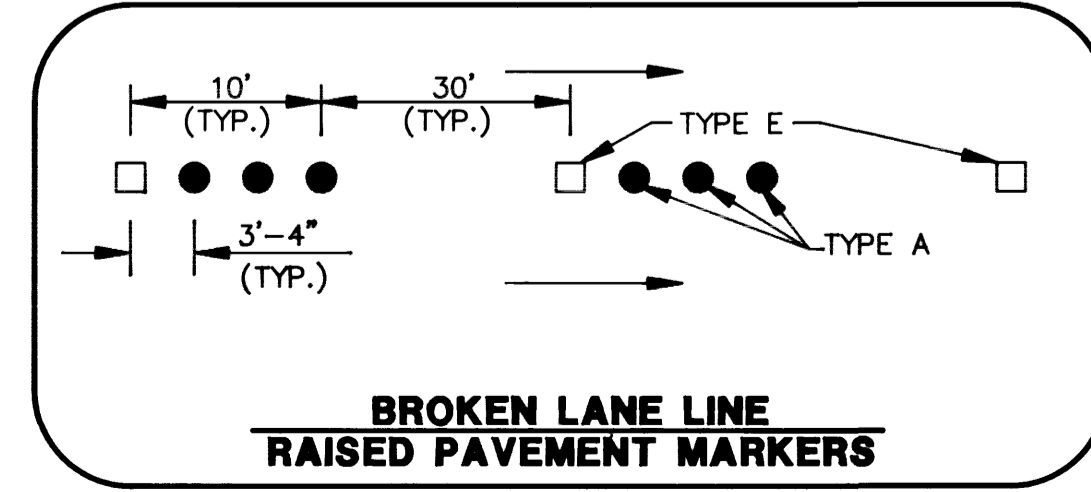 10'
(TYP.)
30'
(TYP.)
TYPE E
3'-4"
(TYP.)
TYPE A
BROKEN LANE LINE
RAISED PAVEMENT MARKERS